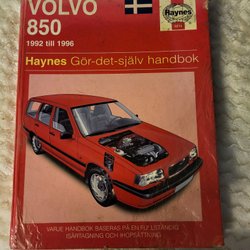 VOLVO
850
1992 till 1996
Haynes
Haynes Gör-det-själv handbok
VARJE HANDBOK BASERAS PÅ EN FULLSTÄNDIG
ISÄRTAGNING OCH IHOPSÄTTNING